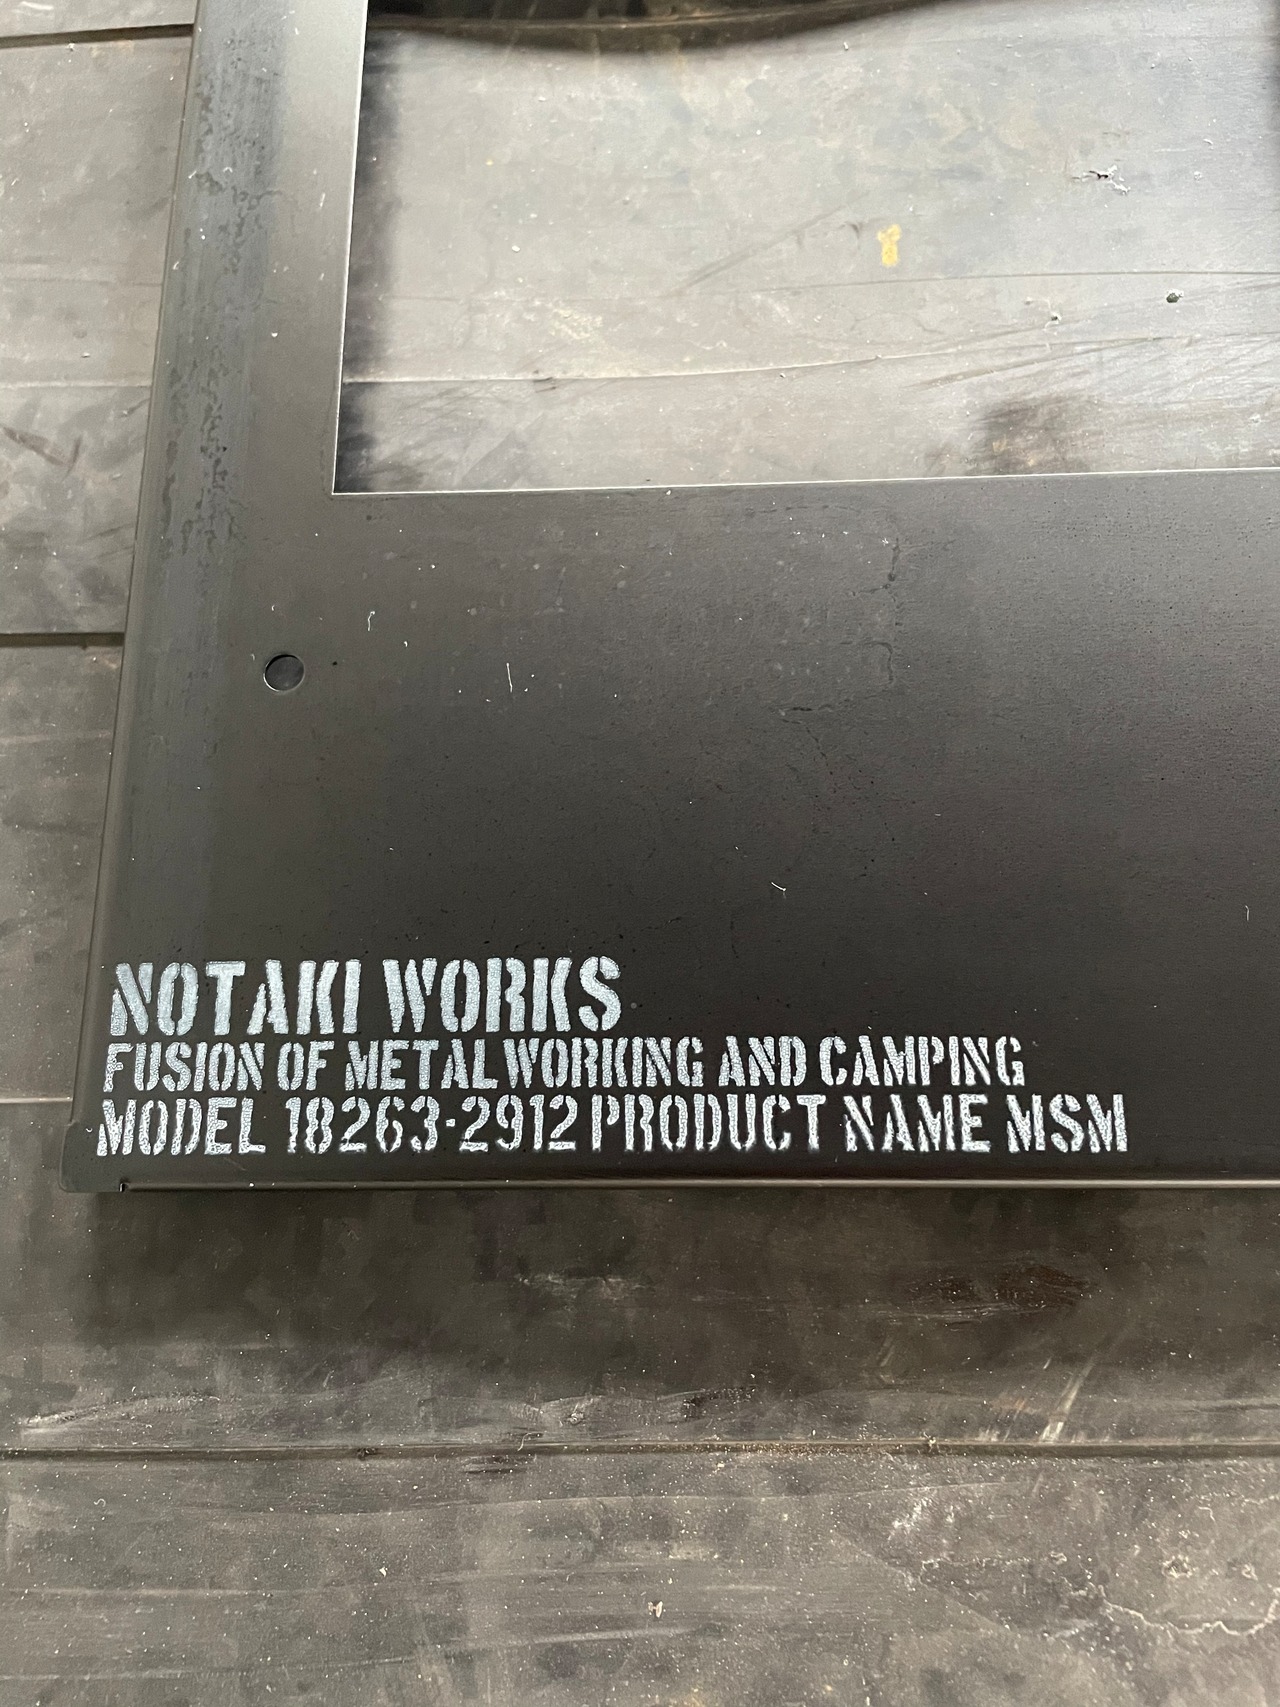 NOTAKI WORKS
FUSION OF METALWORKING AND CAMPING
MODEL 18263-2912 PRODUCT NAME MSM